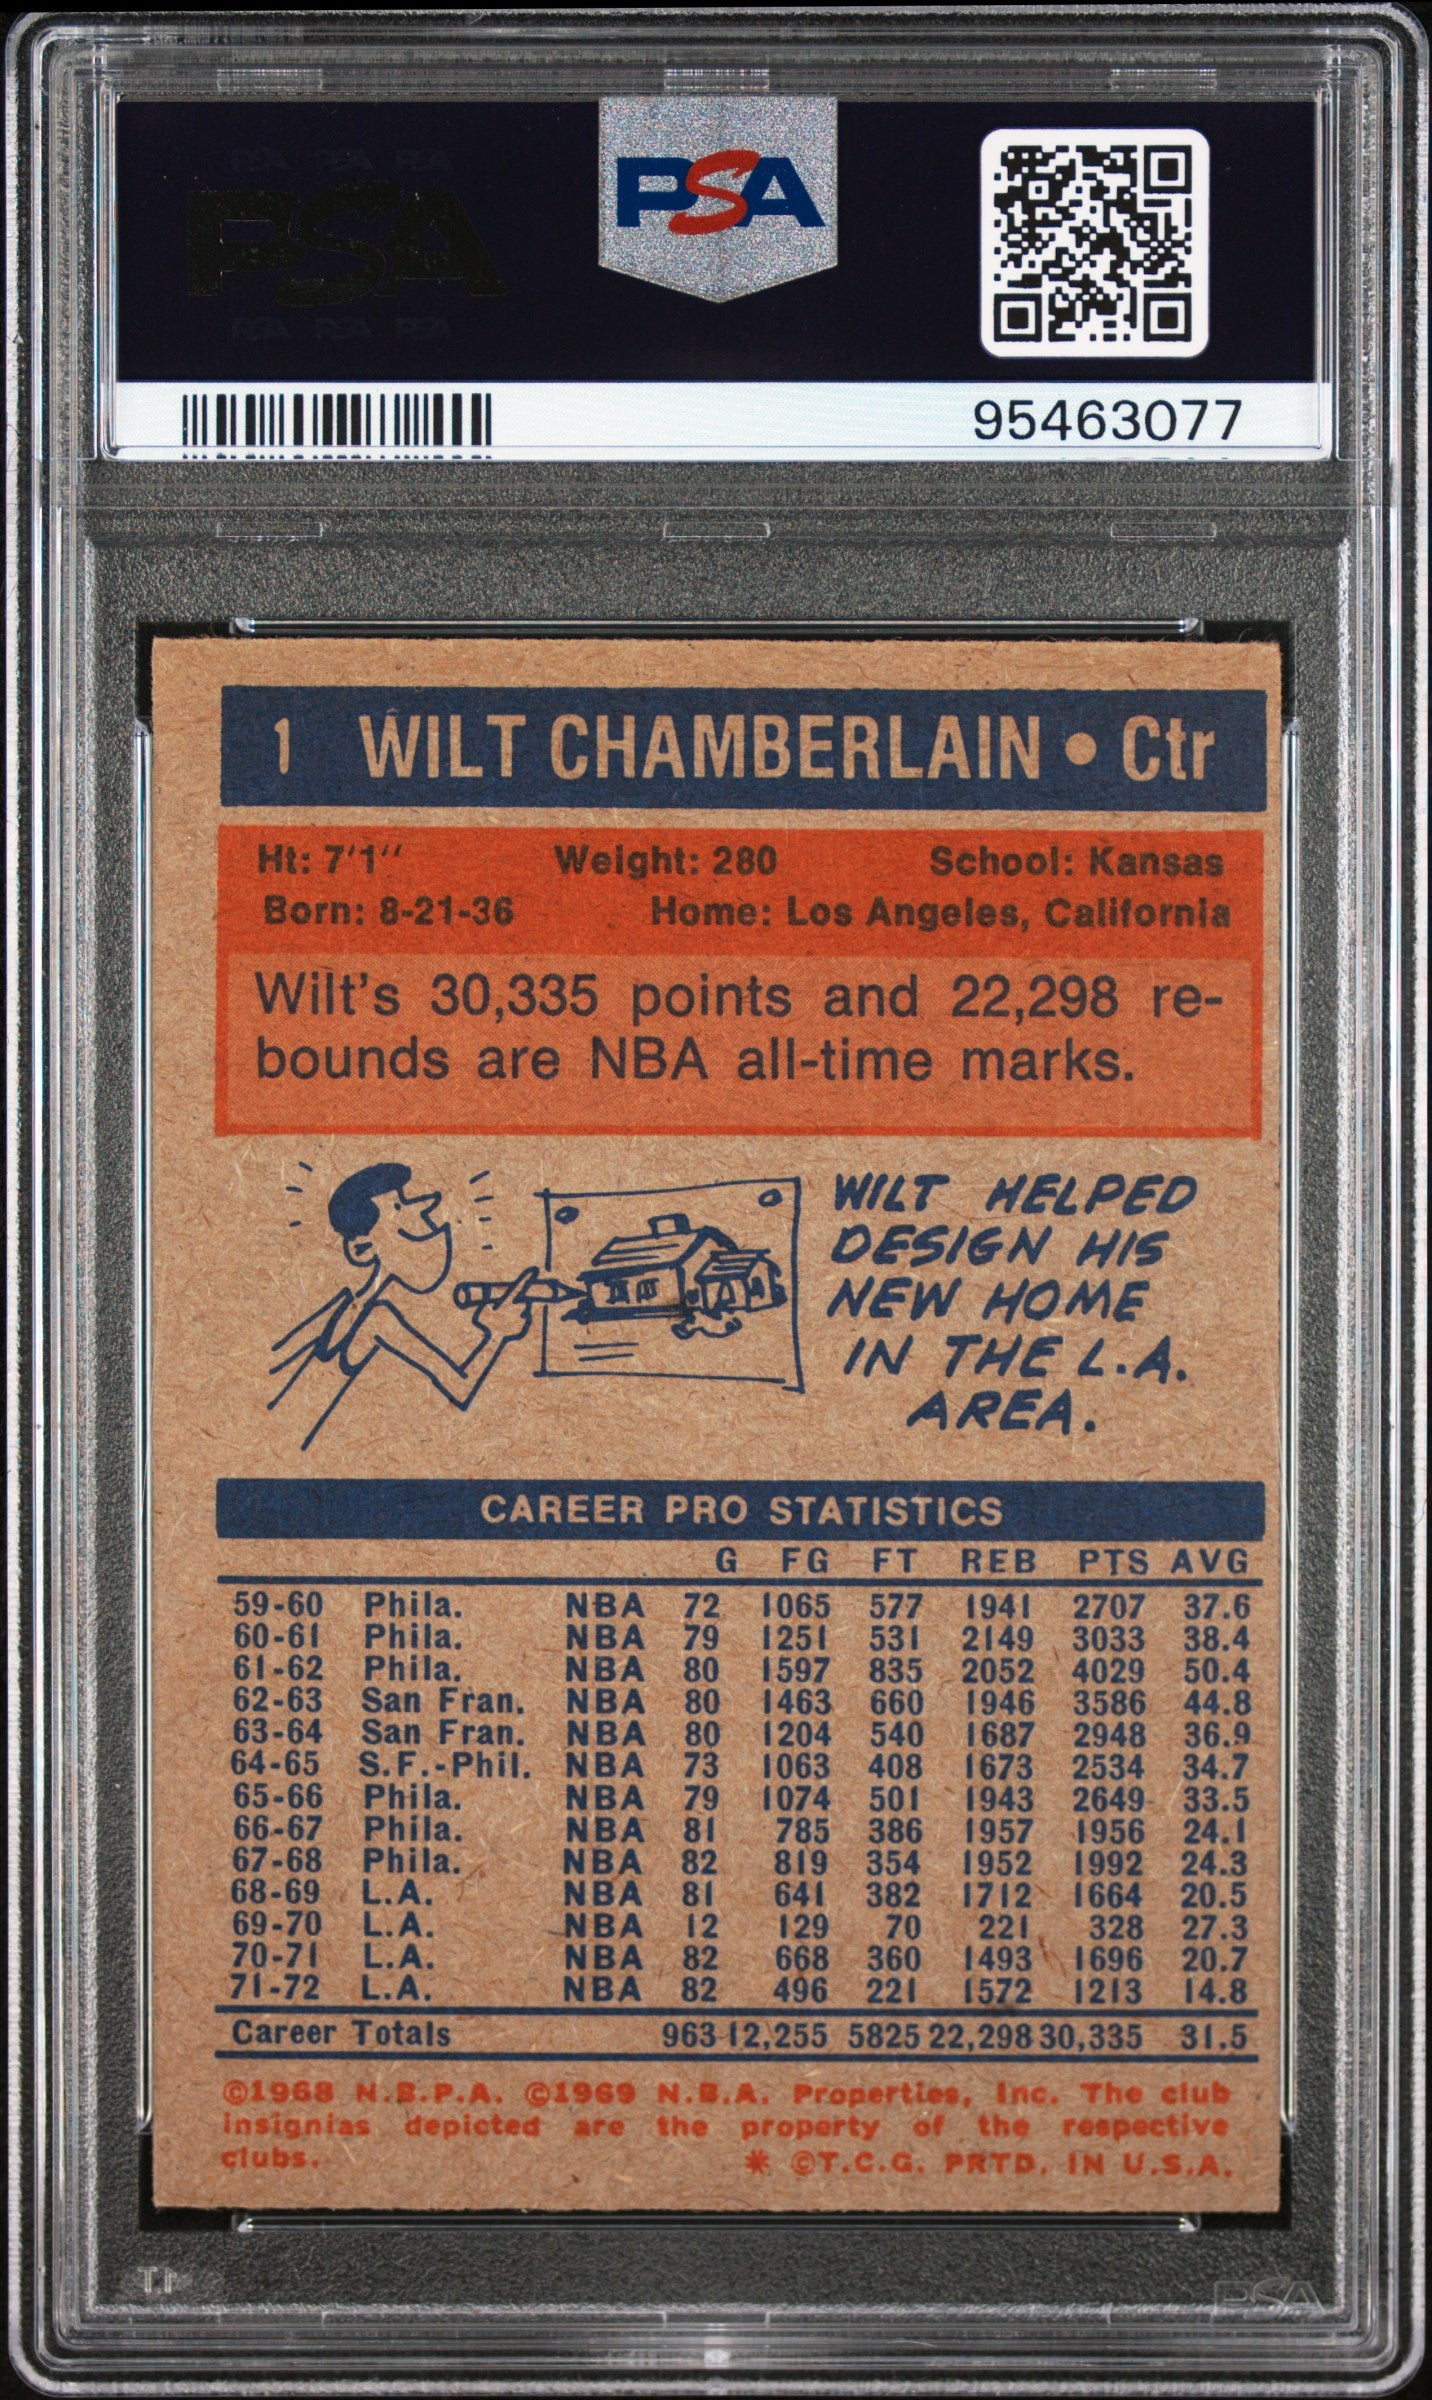 PSA PSA PSA
PSA
PSA PSA PSA
PSA
95463077
1 WILT CHAMBERLAIN • Ctr
Ht: 7'1'' Weight: 280 School: Kansas
Born: 8-21-36 Home: Los Angeles, California
Wilt's 30,335 points and 22,298 re-
bounds are NBA all-time marks.
WILT HELPED
DESIGN HIS
NEW HOME
IN THE L.A.
AREA.
CAREER PRO STATISTICS
G FG FT REB PTS AVG
59-60 Phila. NBA 72 1065 577 1941 2707 37.6
60-61 Phila. NBA 79 1251 531 2149 3033 38.4
61-62 Phila. NBA 80 1597 835 2052 4029 50.4
62-63 San Fran. NBA 80 1463 660 1946 3586 44.8
63-64 San Fran. NBA 80 1204 540 1687 2948 36.9
64-65 S.F.-Phil. NBA 73 1063 408 1673 2534 34.7
65-66 Phila. NBA 79 1074 501 1943 2649 33.5
66-67 Phila. NBA 81 785 386 1957 1956 24.1
67-68 Phila. NBA 82 819 354 1952 1992 24.3
68-69 L.A. NBA 81 641 382 1712 1664 20.5
69-70 L.A. NBA 12 129 70 221 328 27.3
70-71 L.A. NBA 82 668 360 1493 1696 20.7
71-72 L.A. NBA 82 496 221 1572 1213 14.8
Career Totals 963 12,255 5825 22,298 30,335 31.5
©1968 N.B.P.A. ©1969 N.B.A. Properties, Inc. The club
insignias depicted are the property of the respective
clubs. * ©T.C.G. PRTD. IN U.S.A.
PSA